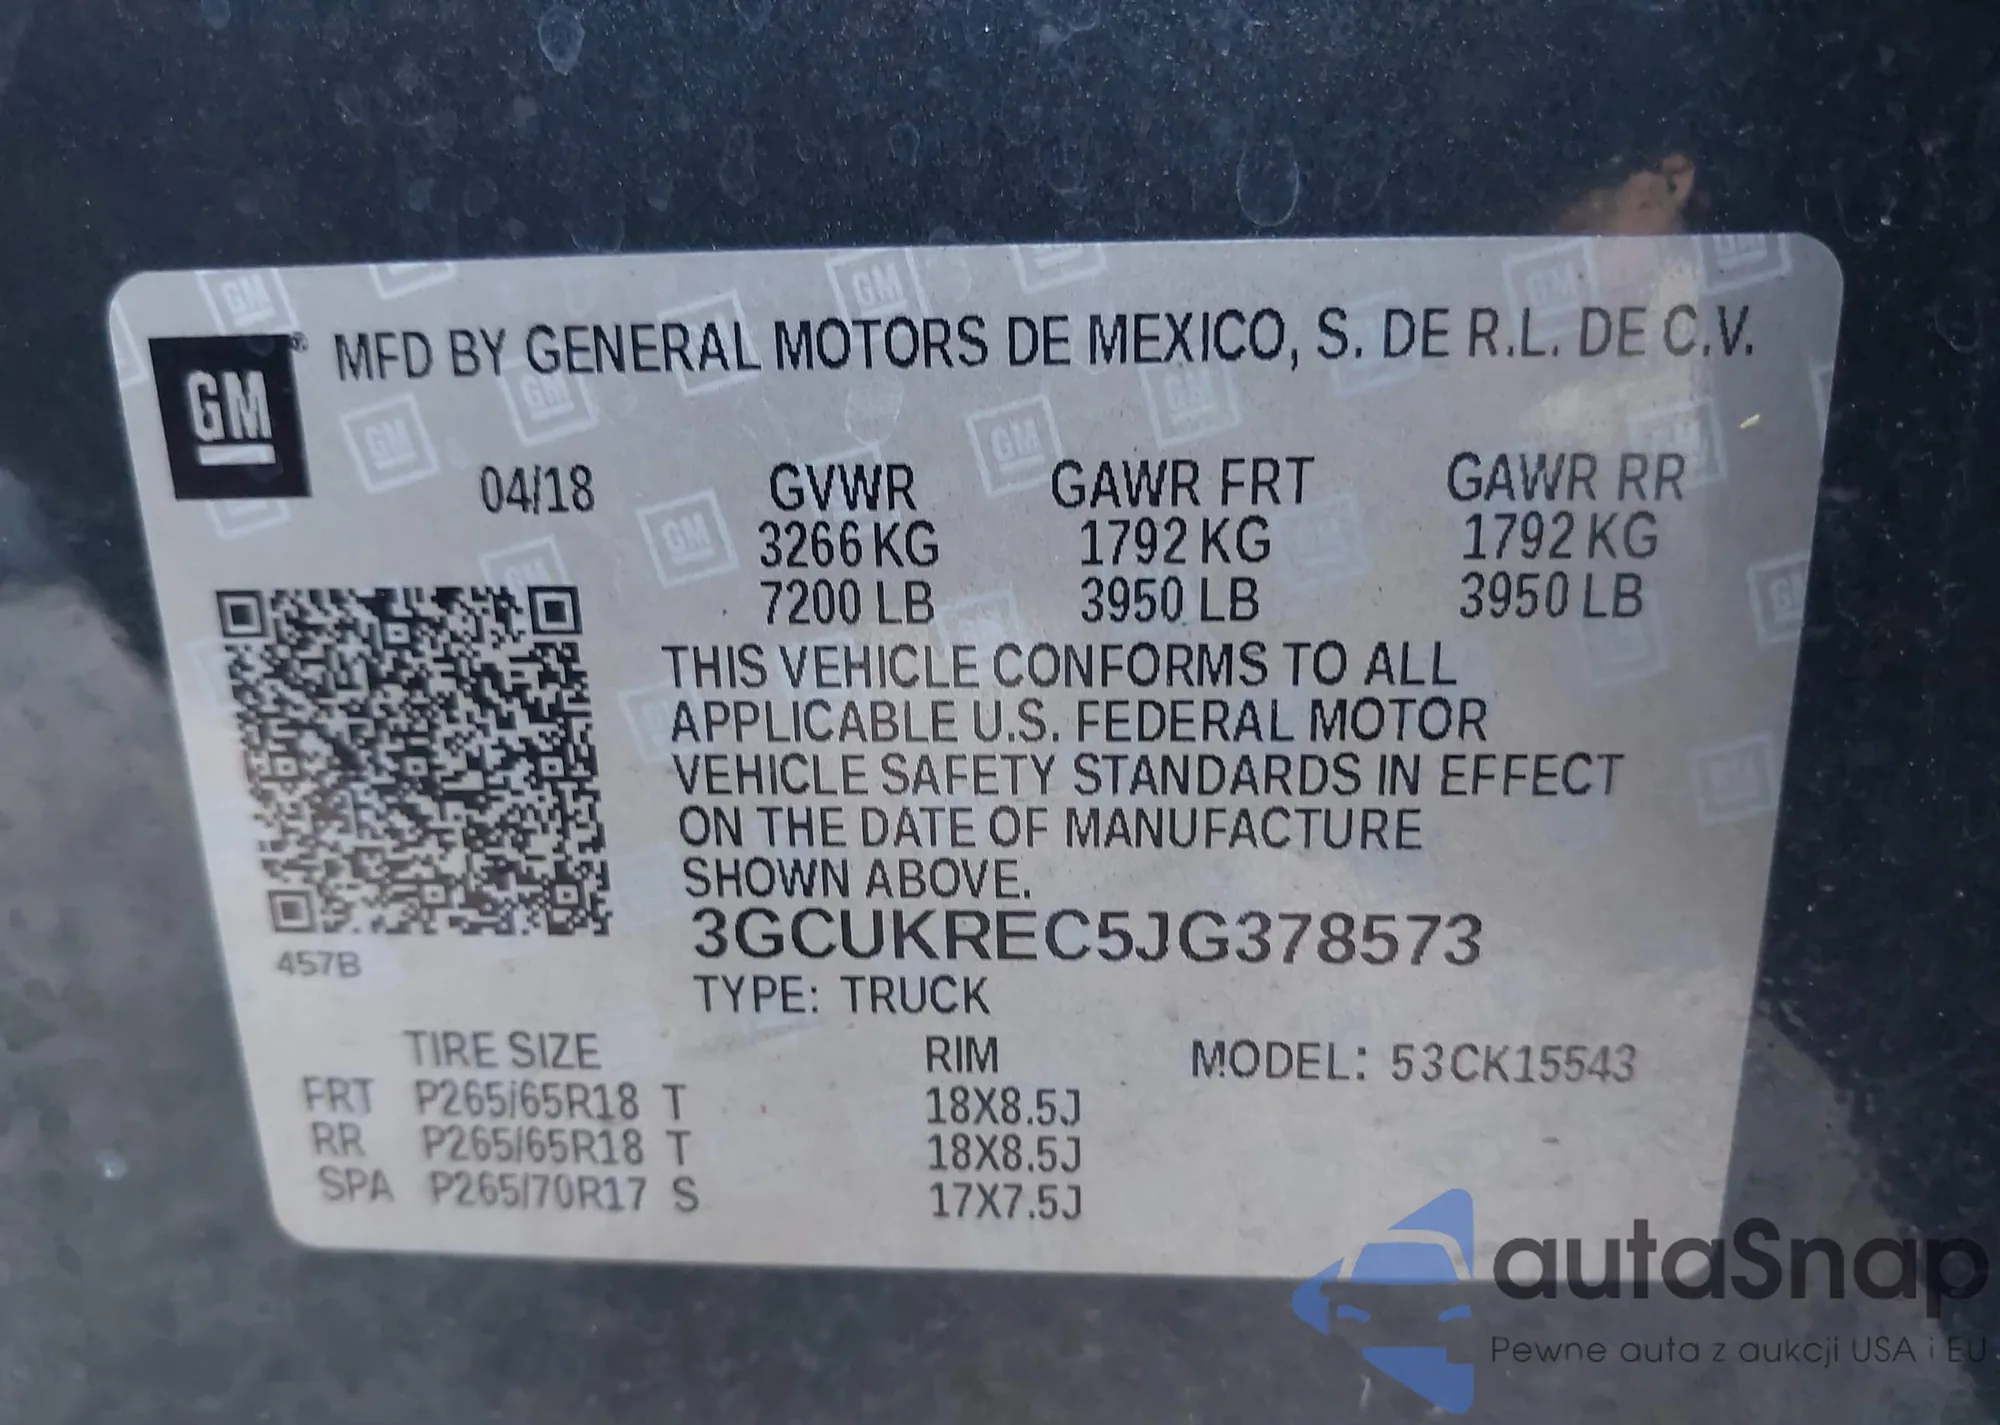 GM ® MFD BY GENERAL MOTORS DE MEXICO, S. DE R.L. DE C.V.
04/18 GVWR GAWR FRT GAWR RR
3266 KG 1792 KG 1792 KG
7200 LB 3950 LB 3950 LB
THIS VEHICLE CONFORMS TO ALL
APPLICABLE U.S. FEDERAL MOTOR
VEHICLE SAFETY STANDARDS IN EFFECT
ON THE DATE OF MANUFACTURE
SHOWN ABOVE.
3GCUKREC5JG378573
457B
TYPE: TRUCK
TIRE SIZE RIM MODEL: 53CK15543
FRT P265/65R18 T 18X8.5J
RR P265/65R18 T 18X8.5J
SPA P265/70R17 S 17X7.5J
autaSnap
Pewne auta z aukcji USA i EU